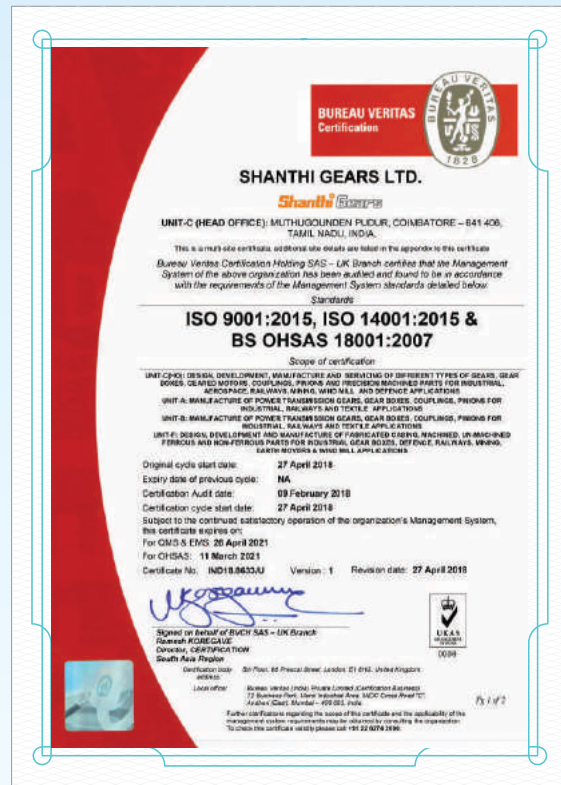 BUREAU VERITAS
Certification
BUREAU VERITAS
1828
SHANTHI GEARS LTD.
Shanthi Gears
UNIT-C (HEAD OFFICE): MUTHUGOUNDEN PUDUR, COIMBATORE – 641 406,
TAMIL NADU, INDIA.
This is a multi-site certificate, additional site details are listed in the appendix to this certificate
Bureau Veritas Certification Holding SAS – UK Branch certifies that the Management
System of the above organization has been audited and found to be in accordance
with the requirements of the Management System standards detailed below
Standards
ISO 9001:2015, ISO 14001:2015 &
BS OHSAS 18001:2007
Scope of certification
UNIT-C(HO): DESIGN, DEVELOPMENT, MANUFACTURE AND SERVICING OF DIFFERENT TYPES OF GEARS, GEAR
BOXES, GEARED MOTORS, COUPLINGS, PINIONS AND PRECISION MACHINED PARTS FOR INDUSTRIAL,
AEROSPACE, RAILWAYS, MINING, WIND MILL AND DEFENCE APPLICATIONS
UNIT-A: MANUFACTURE OF POWER TRANSMISSION GEARS, GEAR BOXES, COUPLINGS, PINIONS FOR
INDUSTRIAL, RAILWAYS AND TEXTILE APPLICATIONS
UNIT-B: MANUFACTURE OF POWER TRANSMISSION GEARS, GEAR BOXES, COUPLINGS, PINIONS FOR
INDUSTRIAL, RAILWAYS AND TEXTILE APPLICATIONS
UNIT-F: DESIGN, DEVELOPMENT AND MANUFACTURE OF FABRICATED CASING, MACHINED, UN-MACHINED
FERROUS AND NON-FERROUS PARTS FOR INDUSTRIAL GEAR BOXES, DEFENCE, RAILWAYS, MINING,
EARTH MOVERS & WIND MILL APPLICATIONS
Original cycle start date: 27 April 2018
Expiry date of previous cycle: NA
Certification Audit date: 09 February 2018
Certification cycle start date: 27 April 2018
Subject to the continued satisfactory operation of the organization's Management System,
this certificate expires on:
For QMS & EMS: 26 April 2021
For OHSAS: 11 March 2021
Certificate No. IND18.0633/U Version : 1 Revision date: 27 April 2018
Signed on behalf of BVCH SAS – UK Branch
Ramesh KOREGAVE
Director, CERTIFICATION
South Asia Region
UKAS
MANAGEMENT
SYSTEMS
0008
Certification body address: 5th Floor, 66 Prescot Street, London, E1 8HG, United Kingdom
Local office: Bureau Veritas (India) Private Limited (Certification Business)
72 Business Park, Marol Industrial Area, MIDC Cross Road "C",
Andheri (East), Mumbai – 400 093, India
Further clarifications regarding the scope of this certificate and the applicability of the
management system requirements may be obtained by consulting the organization
To check this certificate validity please call +91 22 6274 2000.